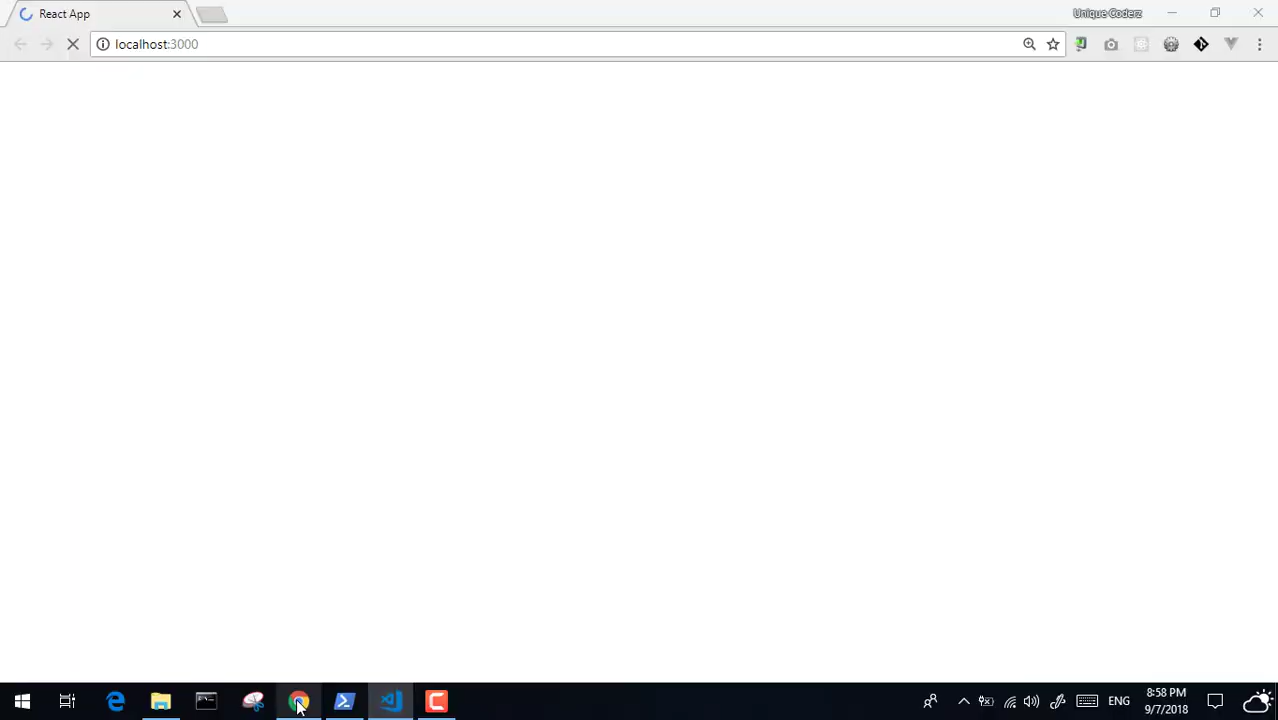 React App
Unique Coderz
localhost:3000
ENG
8:58 PM
9/7/2018